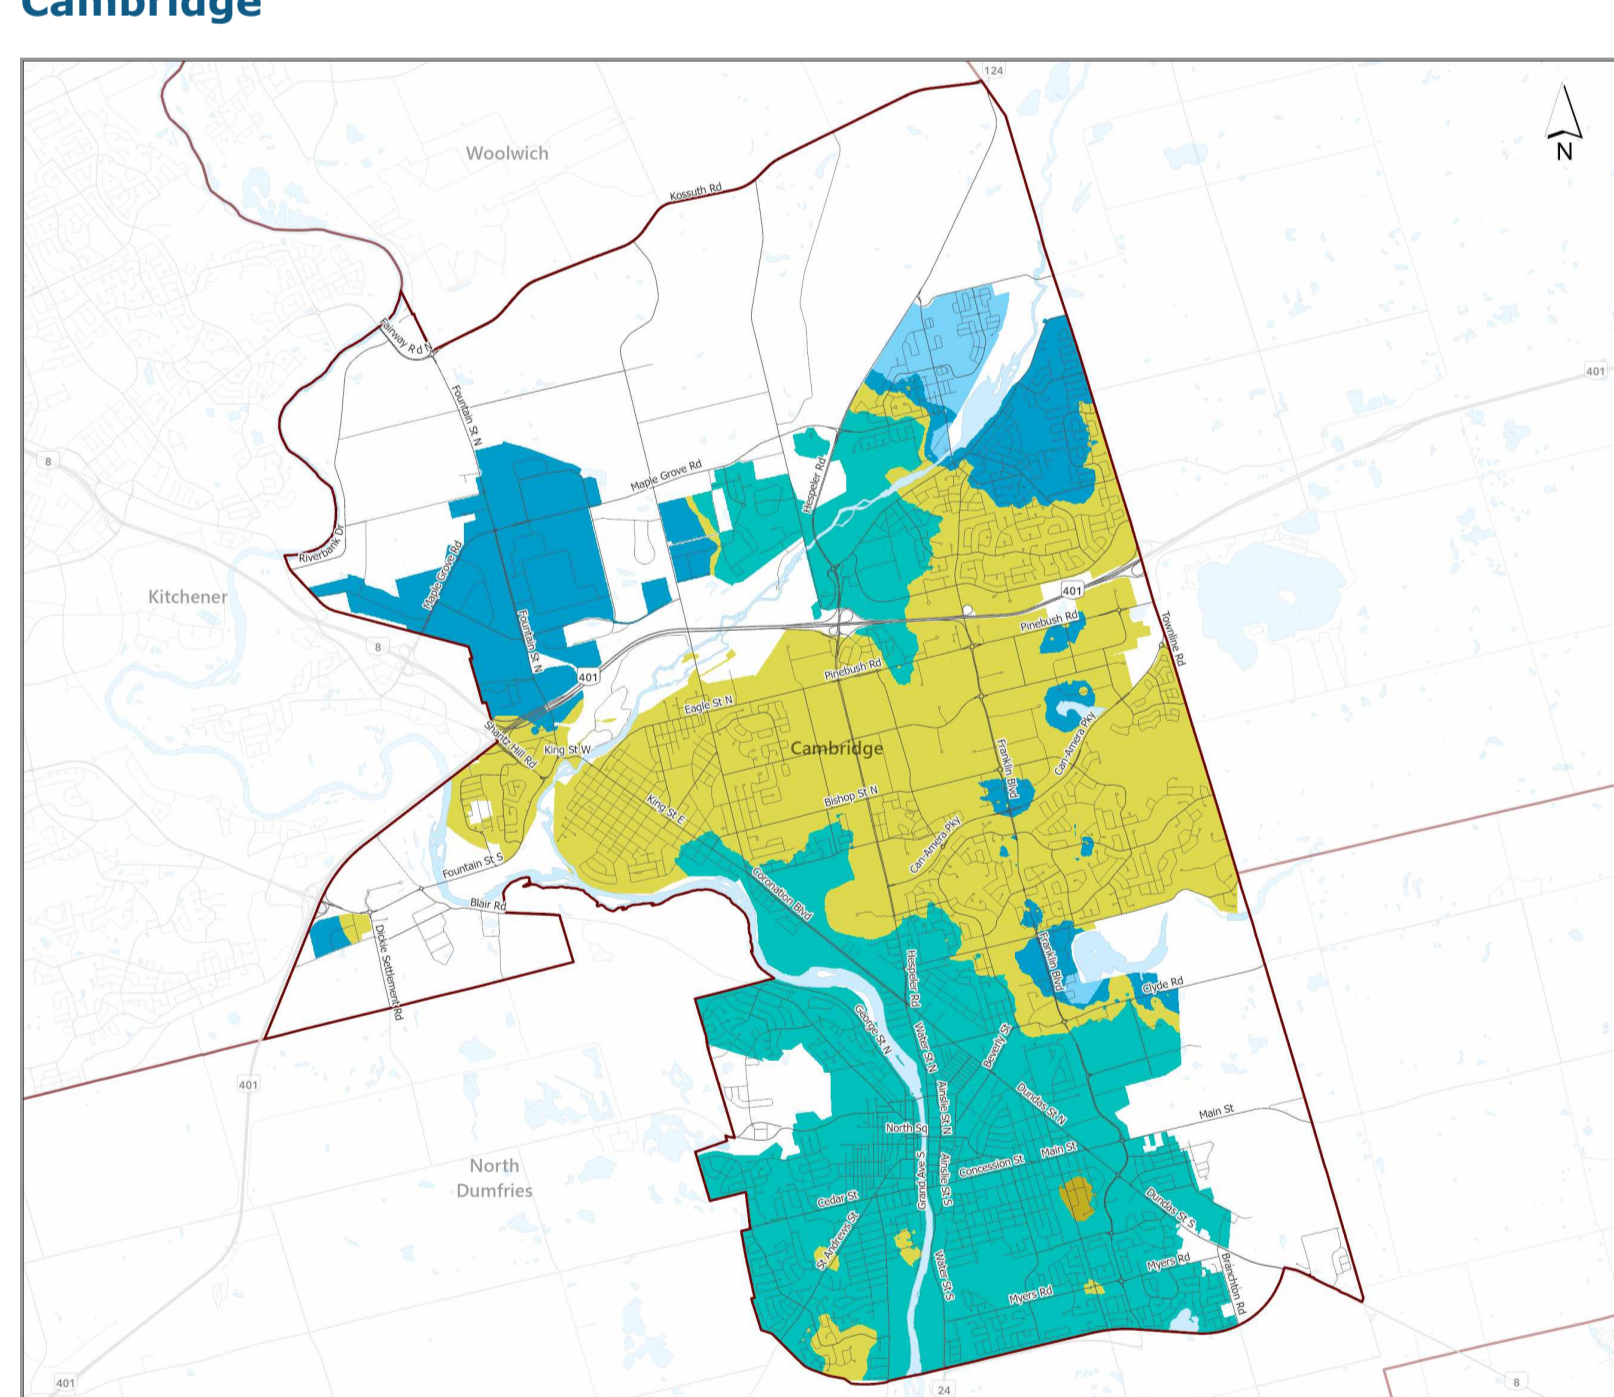 Cambridge
124
Woolwich
N
Kossuth Rd
Fairway Rd N
401
Fountain St N
8
Maple Grove Rd
Hespeler Rd
Riverbank Dr
Maple Grove Rd
Kitchener
401
Fountain St N
Pinebush Rd
Townline Rd
8
401
Pinebush Rd
Eagle St N
Shantz Hill Rd
King St W
Cambridge
Can-Amera Pky
Franklin Blvd
King St E
Bishop St N
Can-Amera Pky
Fountain St S
Coronation Blvd
Blair Rd
Dickie Settlement Rd
Franklin Blvd
Hespeler Rd
Clyde Rd
George St N
Water St N
Beverly St
401
Ainslie St N
Dundas St N
Main St
North Sq
Main St
North
Dumfries
Concession St
Grand Ave S
Ainslie St S
Cedar St
Dundas St S
St Andrews St
Water St S
Myers Rd
Branchton Rd
Myers Rd
401
24
8